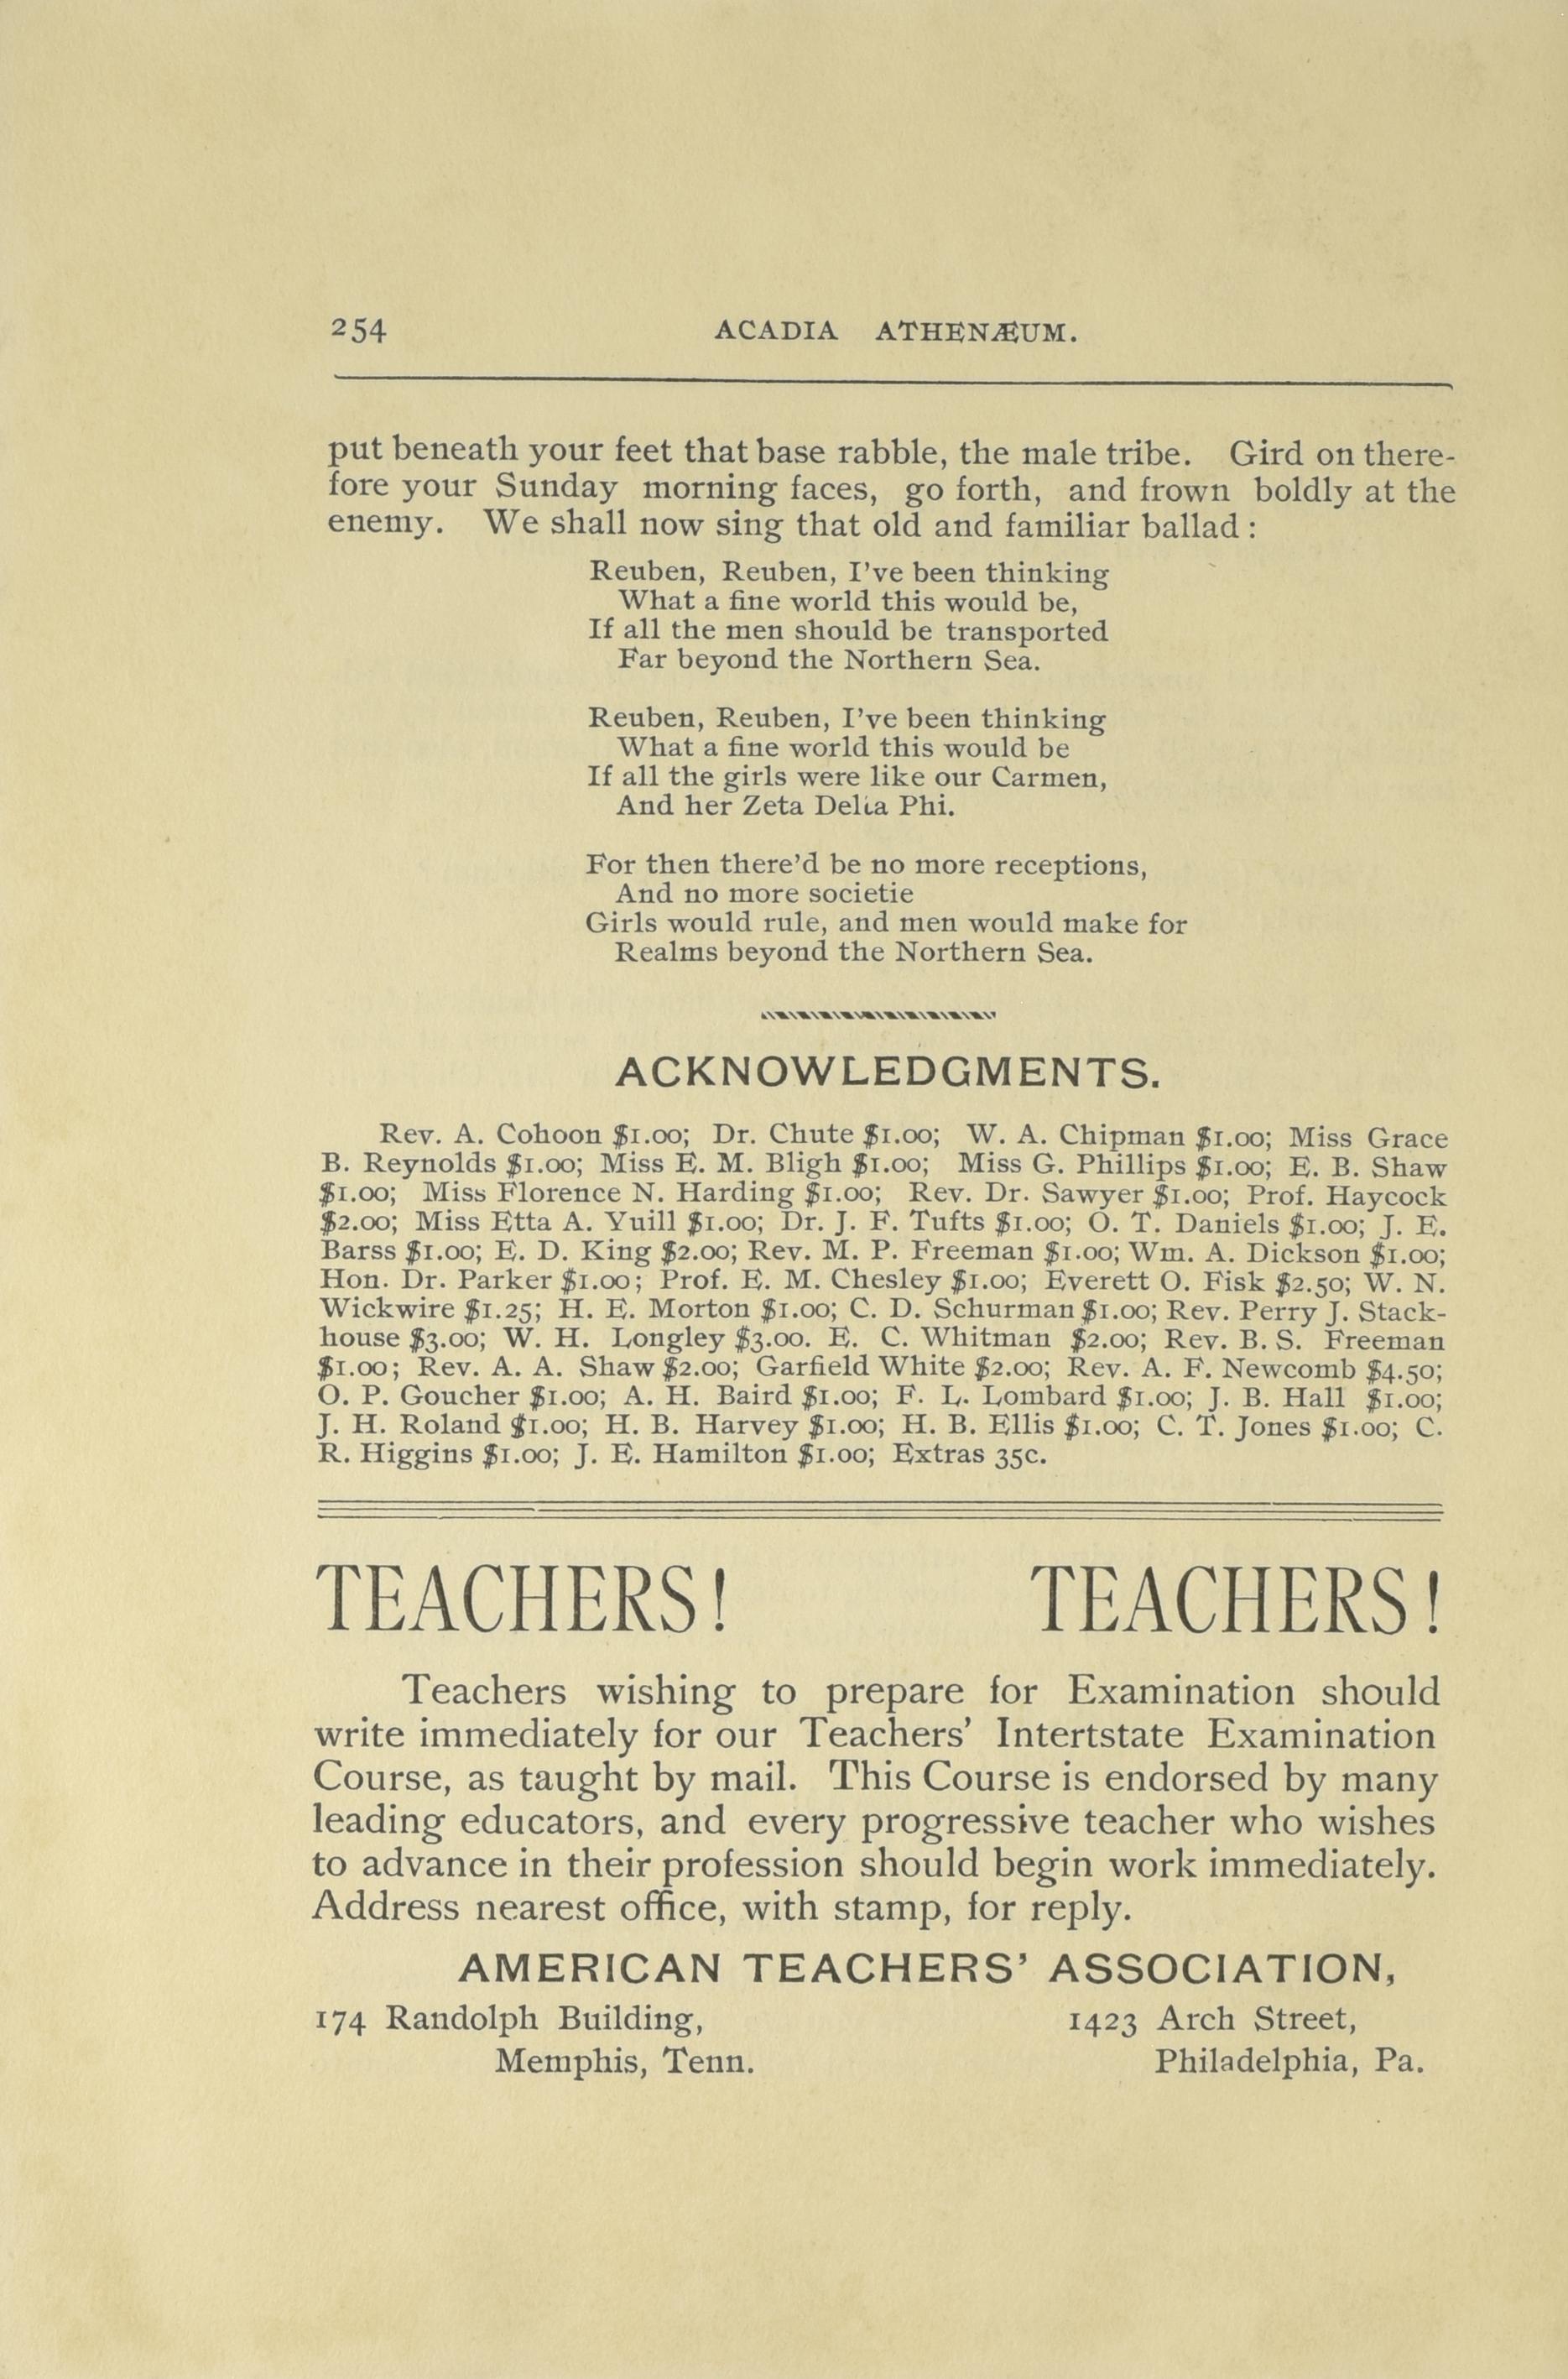 254 ACADIA ATHENÆUM.
put beneath your feet that base rabble, the male tribe. Gird on there-
fore your Sunday morning faces, go forth, and frown boldly at the
enemy. We shall now sing that old and familiar ballad :
Reuben, Reuben, I've been thinking
What a fine world this would be,
If all the men should be transported
Far beyond the Northern Sea.
Reuben, Reuben, I've been thinking
What a fine world this would be
If all the girls were like our Carmen,
And her Zeta Delta Phi.
For then there'd be no more receptions,
And no more societie
Girls would rule, and men would make for
Realms beyond the Northern Sea.
ACKNOWLEDGMENTS.
Rev. A. Cohoon $1.00; Dr. Chute $1.00; W. A. Chipman $1.00; Miss Grace
B. Reynolds $1.00; Miss E. M. Bligh $1.00; Miss G. Phillips $1.00; E. B. Shaw
$1.00; Miss Florence N. Harding $1.00; Rev. Dr. Sawyer $1.00; Prof. Haycock
$2.00; Miss Etta A. Yuill $1.00; Dr. J. F. Tufts $1.00; O. T. Daniels $1.00; J. E.
Barss $1.00; E. D. King $2.00; Rev. M. P. Freeman $1.00; Wm. A. Dickson $1.00;
Hon. Dr. Parker $1.00; Prof. E. M. Chesley $1.00; Everett O. Fisk $2.50; W. N.
Wickwire $1.25; H. E. Morton $1.00; C. D. Schurman $1.00; Rev. Perry J. Stack-
house $3.00; W. H. Longley $3.00. E. C. Whitman $2.00; Rev. B. S. Freeman
$1.00; Rev. A. A. Shaw $2.00; Garfield White $2.00; Rev. A. F. Newcomb $4.50;
O. P. Goucher $1.00; A. H. Baird $1.00; F. L. Lombard $1.00; J. B. Hall $1.00;
J. H. Roland $1.00; H. B. Harvey $1.00; H. B. Ellis $1.00; C. T. Jones $1.00; C.
R. Higgins $1.00; J. E. Hamilton $1.00; Extras 35c.
TEACHERS! TEACHERS!
Teachers wishing to prepare for Examination should
write immediately for our Teachers' Intertstate Examination
Course, as taught by mail. This Course is endorsed by many
leading educators, and every progressive teacher who wishes
to advance in their profession should begin work immediately.
Address nearest office, with stamp, for reply.
AMERICAN TEACHERS' ASSOCIATION,
174 Randolph Building, 1423 Arch Street,
Memphis, Tenn. Philadelphia, Pa.